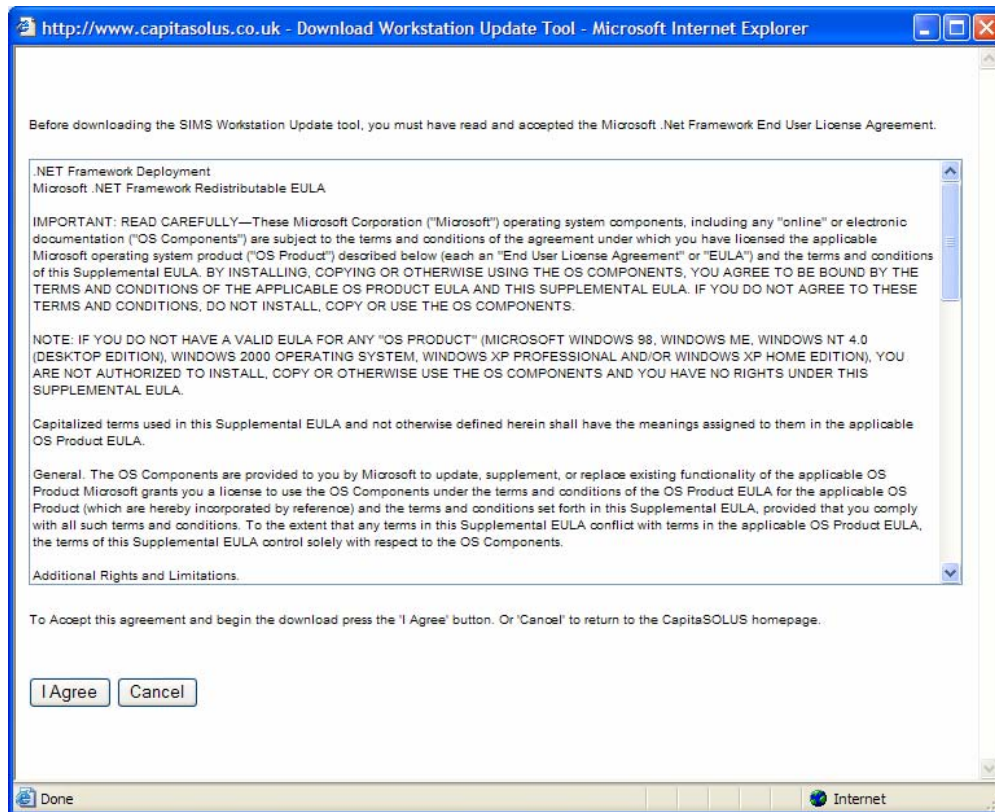 http://www.capitasolus.co.uk - Download Workstation Update Tool - Microsoft Internet Explorer
Before downloading the SIMS Workstation Update tool, you must have read and accepted the Microsoft .Net Framework End User License Agreement.
.NET Framework Deployment
Microsoft .NET Framework Redistributable EULA
IMPORTANT: READ CAREFULLY—These Microsoft Corporation ("Microsoft") operating system components, including any "online" or electronic
documentation ("OS Components") are subject to the terms and conditions of the agreement under which you have licensed the applicable
Microsoft operating system product ("OS Product") described below (each an "End User License Agreement" or "EULA") and the terms and conditions
of this Supplemental EULA. BY INSTALLING, COPYING OR OTHERWISE USING THE OS COMPONENTS, YOU AGREE TO BE BOUND BY THE
TERMS AND CONDITIONS OF THE APPLICABLE OS PRODUCT EULA AND THIS SUPPLEMENTAL EULA. IF YOU DO NOT AGREE TO THESE
TERMS AND CONDITIONS, DO NOT INSTALL, COPY OR USE THE OS COMPONENTS.
NOTE: IF YOU DO NOT HAVE A VALID EULA FOR ANY "OS PRODUCT" (MICROSOFT WINDOWS 98, WINDOWS ME, WINDOWS NT 4.0
(DESKTOP EDITION), WINDOWS 2000 OPERATING SYSTEM, WINDOWS XP PROFESSIONAL AND/OR WINDOWS XP HOME EDITION), YOU
ARE NOT AUTHORIZED TO INSTALL, COPY OR OTHERWISE USE THE OS COMPONENTS AND YOU HAVE NO RIGHTS UNDER THIS
SUPPLEMENTAL EULA.
Capitalized terms used in this Supplemental EULA and not otherwise defined herein shall have the meanings assigned to them in the applicable
OS Product EULA.
General. The OS Components are provided to you by Microsoft to update, supplement, or replace existing functionality of the applicable OS
Product Microsoft grants you a license to use the OS Components under the terms and conditions of the OS Product EULA for the applicable OS
Product (which are hereby incorporated by reference) and the terms and conditions set forth in this Supplemental EULA, provided that you comply
with all such terms and conditions. To the extent that any terms in this Supplemental EULA conflict with terms in the applicable OS Product EULA,
the terms of this Supplemental EULA control solely with respect to the OS Components.
Additional Rights and Limitations.
To Accept this agreement and begin the download press the 'I Agree' button. Or 'Cancel' to return to the CapitaSOLUS homepage.
I Agree Cancel
Done Internet